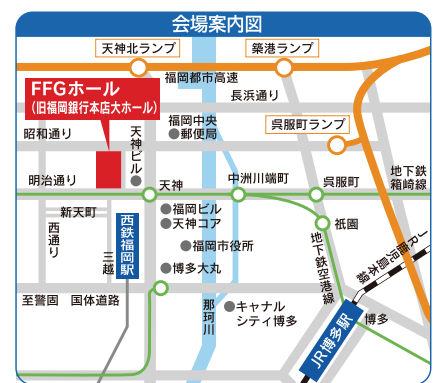 会場案内図
天神北ランプ
築港ランプ
福岡都市高速
FFGホール
(旧福岡銀行本店大ホール)
長浜通り
福岡中央
郵便局
呉服町ランプ
昭和通り
天神ビル
地下鉄
箱崎線
明治通り
天神
中洲川端町
呉服町
新天町
福岡ビル
天神コア
祇園
西通り
西鉄福岡駅
三越
福岡市役所
地下鉄空港線
JR鹿児島本線
博多大丸
至警固
国体道路
那珂川
キャナル
シティ博多
JR博多駅
博多